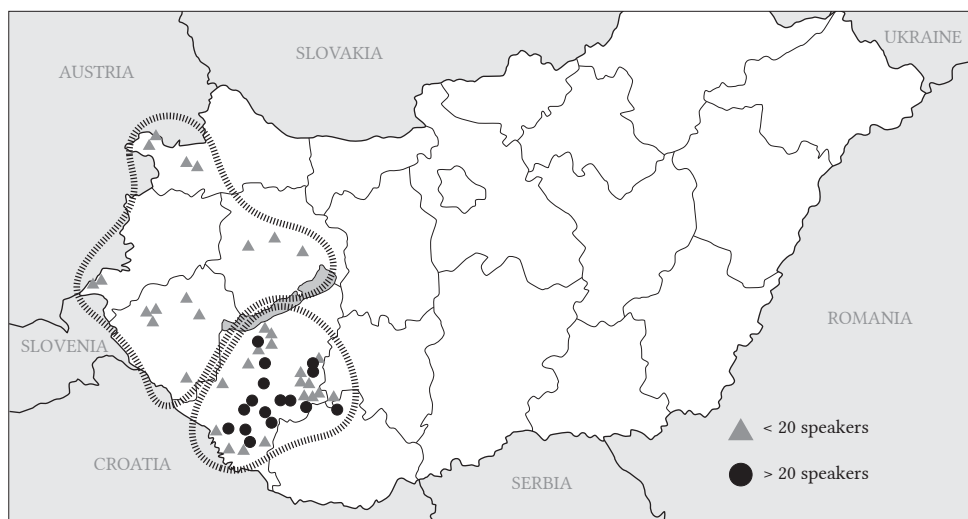 UKRAINE
SLOVAKIA
AUSTRIA
ROMANIA
SLOVENIA
< 20 speakers
CROATIA
> 20 speakers
SERBIA